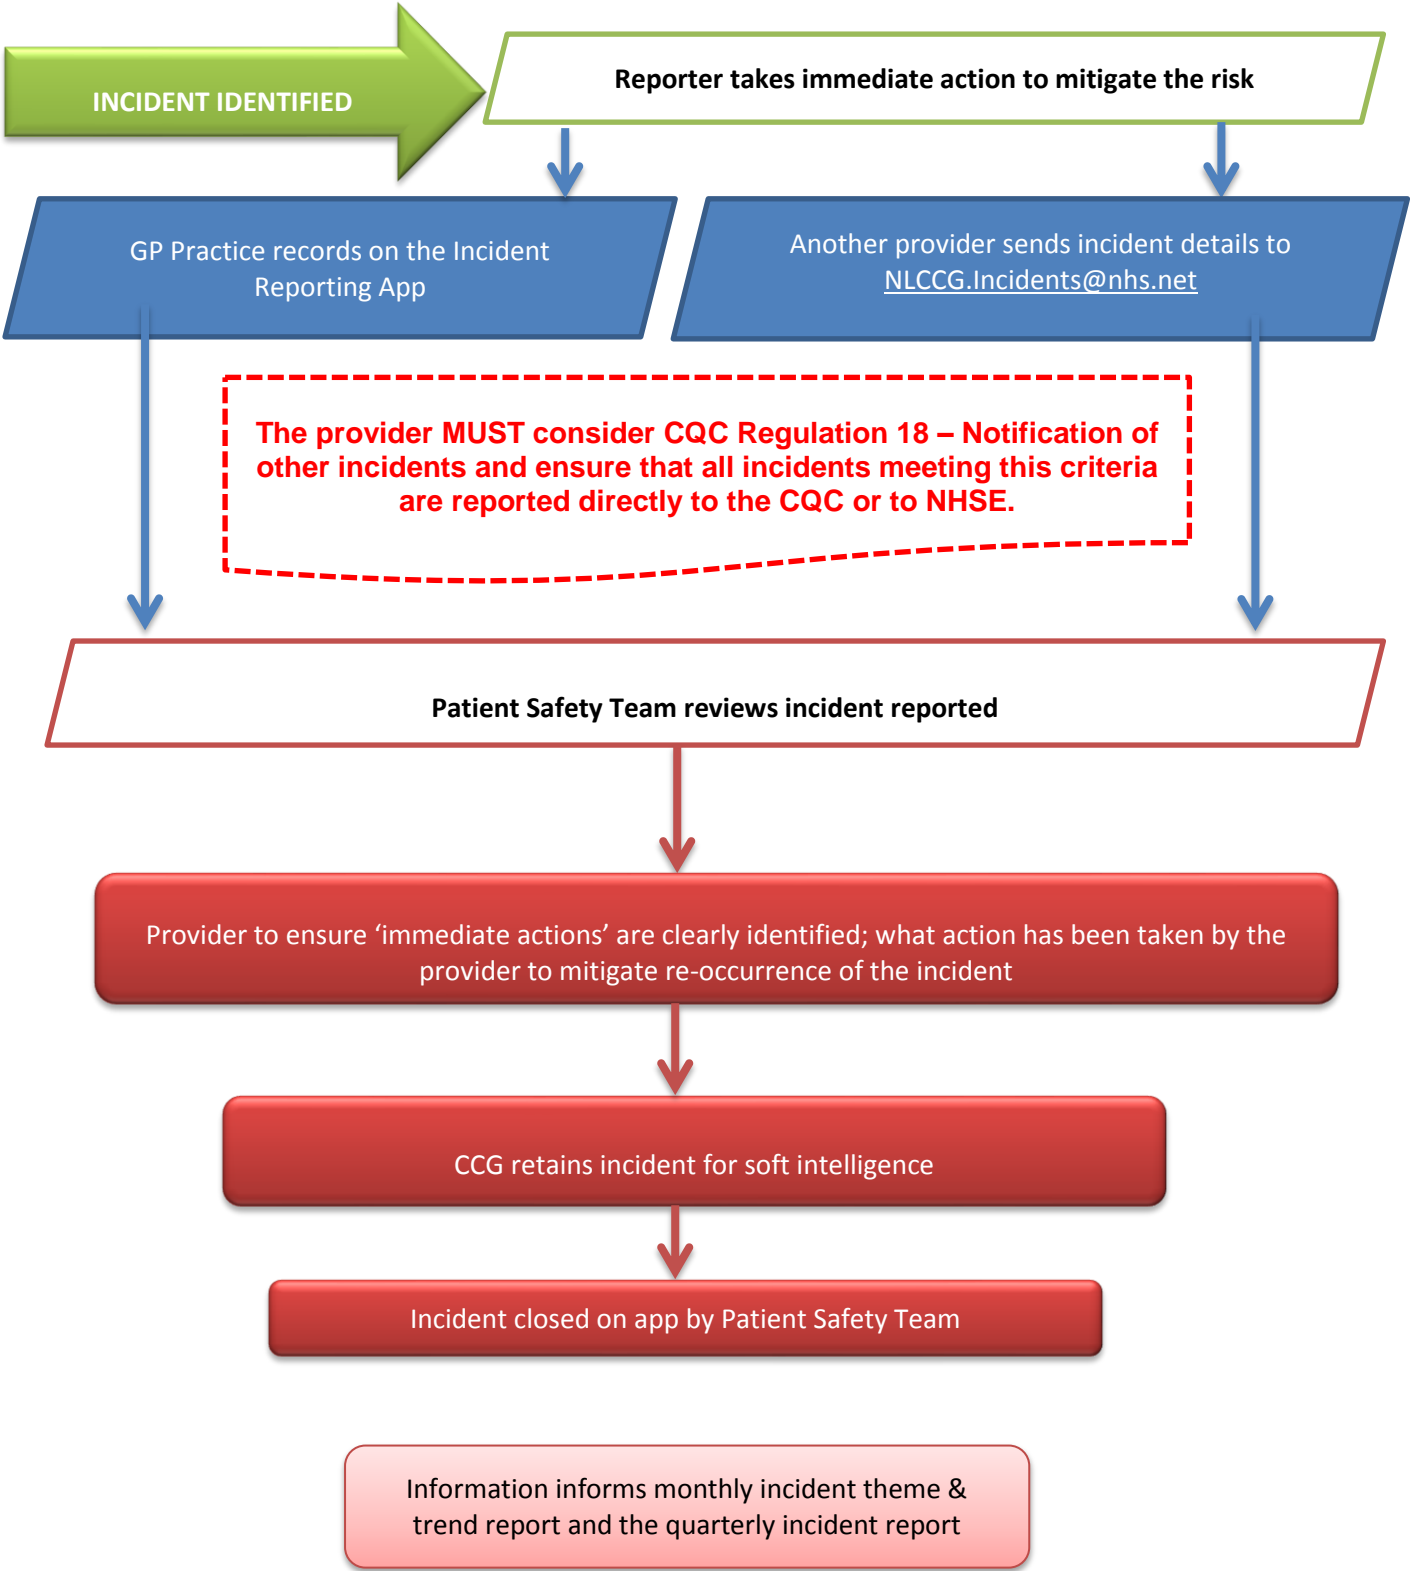 INCIDENT IDENTIFIED
Reporter takes immediate action to mitigate the risk
GP Practice records on the Incident
Reporting App
Another provider sends incident details to
NLCCG.Incidents@nhs.net
The provider MUST consider CQC Regulation 18 – Notification of
other incidents and ensure that all incidents meeting this criteria
are reported directly to the CQC or to NHSE.
Patient Safety Team reviews incident reported
Provider to ensure ‘immediate actions’ are clearly identified; what action has been taken by the
provider to mitigate re-occurrence of the incident
CCG retains incident for soft intelligence
Incident closed on app by Patient Safety Team
Information informs monthly incident theme &
trend report and the quarterly incident report